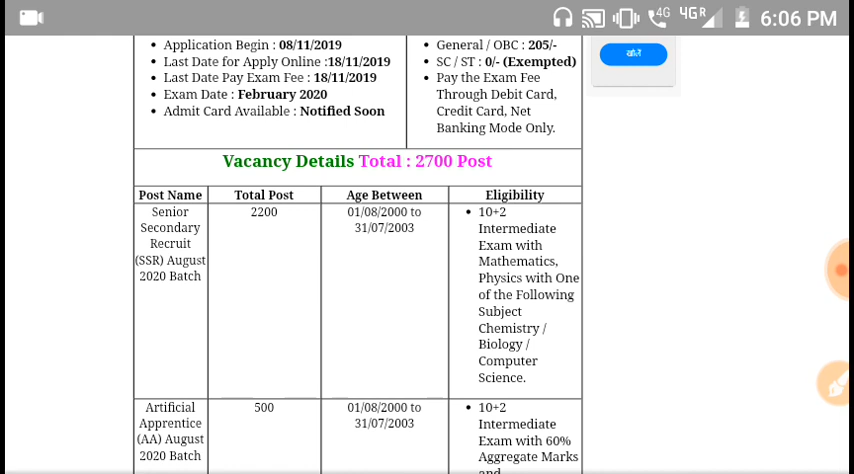 4G 4GR 6:06 PM
• Application Begin : 08/11/2019
• Last Date for Apply Online :18/11/2019
• Last Date Pay Exam Fee : 18/11/2019
• Exam Date : February 2020
• Admit Card Available : Notified Soon
• General / OBC : 205/-
• SC / ST : 0/- (Exempted)
• Pay the Exam Fee
Through Debit Card,
Credit Card, Net
Banking Mode Only.
खोलें
Vacancy Details Total : 2700 Post
Post Name Total Post Age Between Eligibility
Senior
Secondary
Recruit
(SSR) August
2020 Batch
2200
01/08/2000 to
31/07/2003
• 10+2
Intermediate
Exam with
Mathematics,
Physics with One
of the Following
Subject
Chemistry /
Biology /
Computer
Science.
Artificial
Apprentice
(AA) August
2020 Batch
500
01/08/2000 to
31/07/2003
• 10+2
Intermediate
Exam with 60%
Aggregate Marks
and